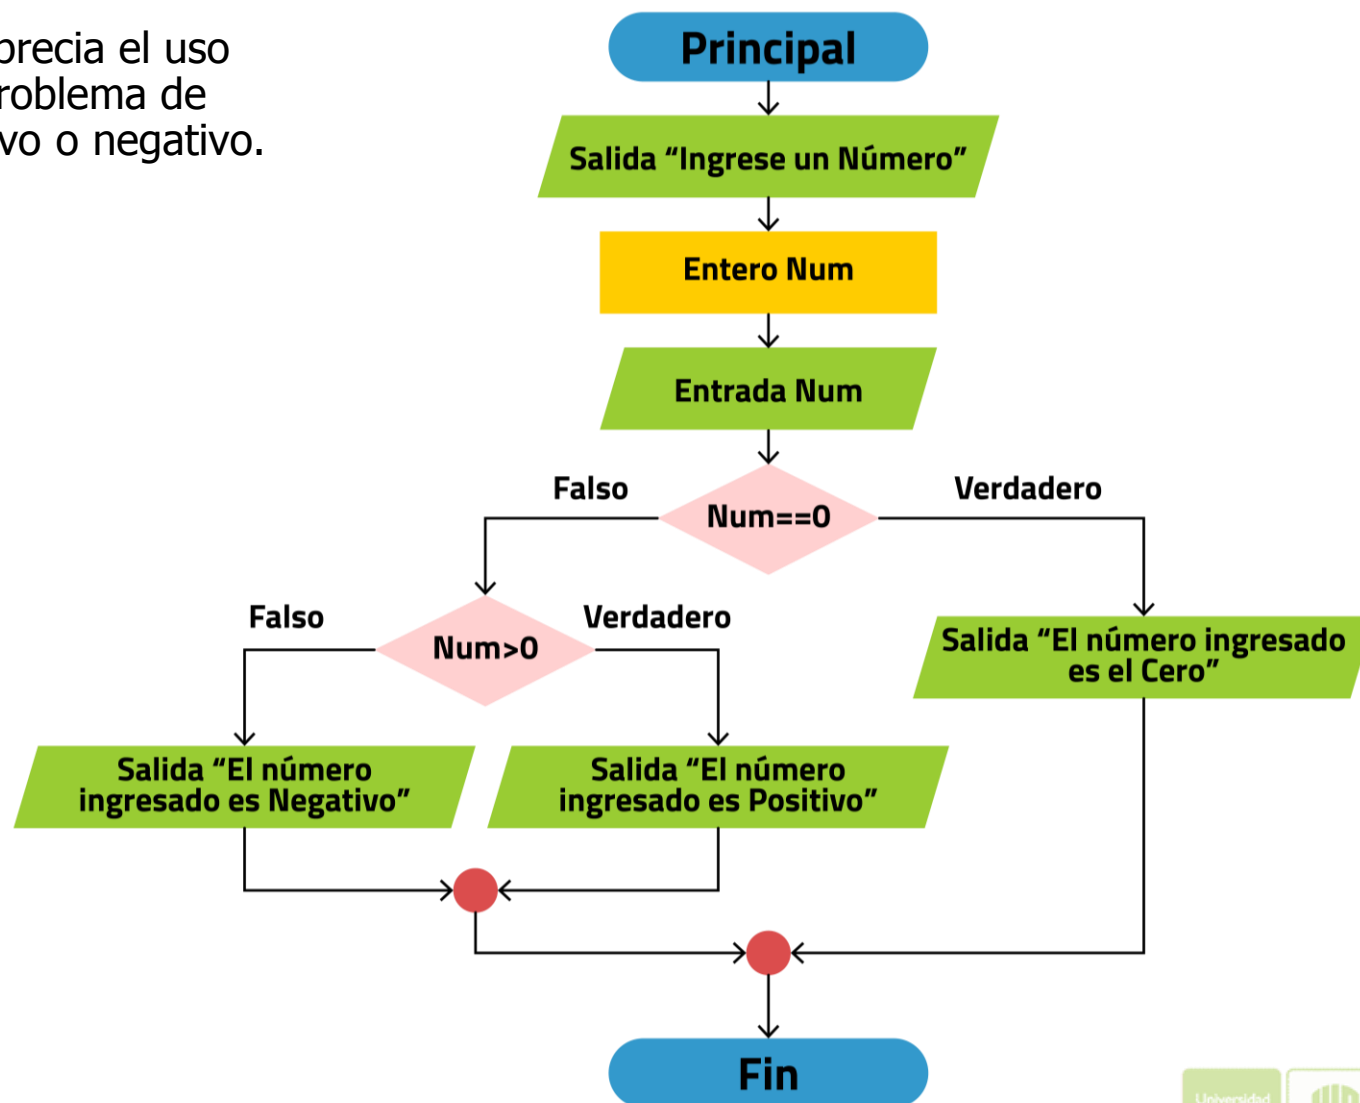 precia el uso
roblema de
vo o negativo.
Principal
Salida “Ingrese un Número”
Entero Num
Entrada Num
Falso
Num==0
Verdadero
Falso
Num>0
Verdadero
Salida “El número ingresado
es el Cero”
Salida “El número
ingresado es Negativo”
Salida “El número
ingresado es Positivo”
Fin
Universidad